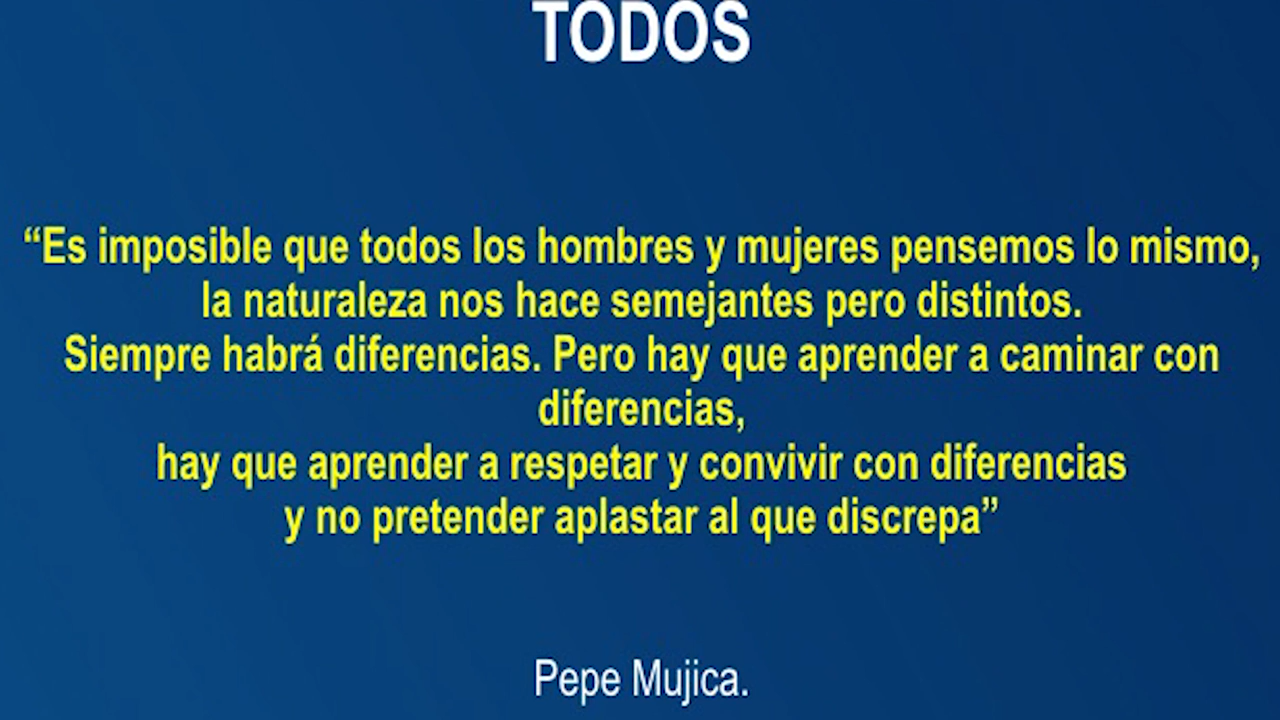 TODOS
“Es imposible que todos los hombres y mujeres pensemos lo mismo,
la naturaleza nos hace semejantes pero distintos.
Siempre habrá diferencias. Pero hay que aprender a caminar con
diferencias,
hay que aprender a respetar y convivir con diferencias
y no pretender aplastar al que discrepa”
Pepe Mujica.